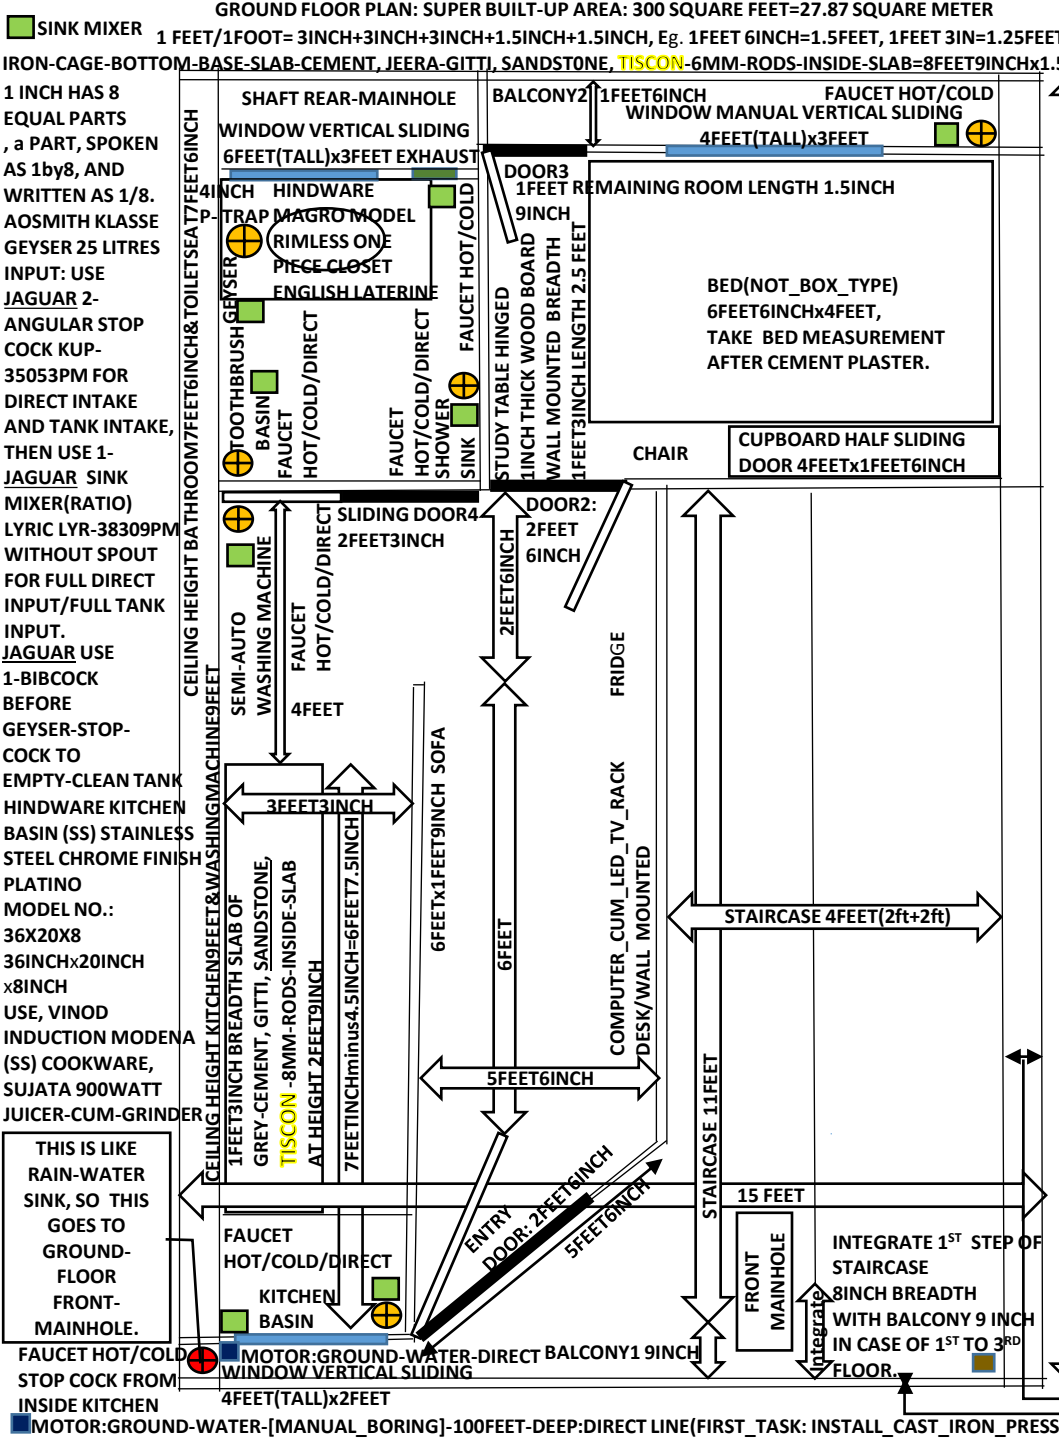 GROUND FLOOR PLAN: SUPER BUILT-UP AREA: 300 SQUARE FEET=27.87 SQUARE METER
SINK MIXER
1 FEET/1FOOT= 3INCH+3INCH+3INCH+1.5INCH+1.5INCH, Eg. 1FEET 6INCH=1.5FEET, 1FEET 3IN=1.25FEET
IRON-CAGE-BOTTOM-BASE-SLAB-CEMENT, JEERA-GITTI, SANDST0NE, TISCON-6MM-RODS-INSIDE-SLAB=8FEET9INCHx1.5
1 INCH HAS 8
EQUAL PARTS
, a PART, SPOKEN
AS 1by8, AND
WRITTEN AS 1/8.
AOSMITH KLASSE
GEYSER 25 LITRES
INPUT: USE
JAGUAR 2-
ANGULAR STOP
COCK KUP-
35053PM FOR
DIRECT INTAKE
AND TANK INTAKE,
THEN USE 1-
JAGUAR SINK
MIXER(RATIO)
LYRIC LYR-38309PM
WITHOUT SPOUT
FOR FULL DIRECT
INPUT/FULL TANK
INPUT.
JAGUAR USE
1-BIBCOCK
BEFORE
GEYSER-STOP-
COCK TO
EMPTY-CLEAN TANK
HINDWARE KITCHEN
BASIN (SS) STAINLESS
STEEL CHROME FINISH
PLATINO
MODEL NO.:
36X20X8
36INCHx20INCH
x8INCH
USE, VINOD
INDUCTION MODENA
(SS) COOKWARE,
SUJATA 900WATT
JUICER-CUM-GRINDER
THIS IS LIKE
RAIN-WATER
SINK, SO THIS
GOES TO
GROUND-
FLOOR
FRONT-
MAINHOLE.
FAUCET HOT/COLD
STOP COCK FROM
INSIDE KITCHEN
CEILING HEIGHT BATHROOM7FEET6INCH&TOILETSEAT7FEET6INCH
CEILING HEIGHT KITCHEN9FEET&WASHINGMACHINE9FEET
SHAFT REAR-MAINHOLE
WINDOW VERTICAL SLIDING
6FEET(TALL)x3FEET EXHAUST
4INCH
P- TRAP
HINDWARE
MAGRO MODEL
RIMLESS ONE
PIECE CLOSET
ENGLISH LATERINE
FAUCET HOT/COLD
GEYSER
TOOTHBRUSH
BASIN
FAUCET
HOT/COLD/DIRECT
FAUCET
HOT/COLD/DIRECT
SHOWER
SINK
BALCONY2
1FEET6INCH
FAUCET HOT/COLD
WINDOW MANUAL VERTICAL SLIDING
4FEET(TALL)x3FEET
DOOR3
1FEET
9INCH
REMAINING ROOM LENGTH 1.5INCH
STUDY TABLE HINGED
1INCH THICK WOOD BOARD
WALL MOUNTED BREADTH
1FEET3INCH LENGTH 2.5 FEET
BED(NOT_BOX_TYPE)
6FEET6INCHx4FEET,
TAKE BED MEASUREMENT
AFTER CEMENT PLASTER.
CHAIR
CUPBOARD HALF SLIDING
DOOR 4FEETx1FEET6INCH
SLIDING DOOR4
2FEET3INCH
DOOR2:
2FEET
6INCH
2FEET6INCH
SEMI-AUTO
WASHING MACHINE
FAUCET
HOT/COLD/DIRECT
4FEET
FRIDGE
3FEET3INCH
6FEETx1FEET9INCH SOFA
6FEET
COMPUTER_CUM_LED_TV_RACK
DESK/WALL MOUNTED
STAIRCASE 4FEET(2ft+2ft)
1FEET3INCH BREADTH SLAB OF
GREY-CEMENT, GITTI, SANDSTONE,
TISCON -8MM-RODS-INSIDE-SLAB
AT HEIGHT 2FEET9INCH
7FEETINCHminus4.5INCH=6FEET7.5INCH
5FEET6INCH
STAIRCASE 11FEET
15 FEET
ENTRY
DOOR: 2FEET6INCH
5FEET6INCH
FAUCET
HOT/COLD/DIRECT
KITCHEN
BASIN
FRONT
MAINHOLE
Integrate
INTEGRATE 1ST STEP OF
STAIRCASE
8INCH BREADTH
WITH BALCONY 9 INCH
IN CASE OF 1ST TO 3RD
FLOOR.
MOTOR:GROUND-WATER-DIRECT
BALCONY1 9INCH
WINDOW VERTICAL SLIDING
4FEET(TALL)x2FEET
MOTOR:GROUND-WATER-[MANUAL_BORING]-100FEET-DEEP:DIRECT LINE(FIRST_TASK: INSTALL_CAST_IRON_PRESS